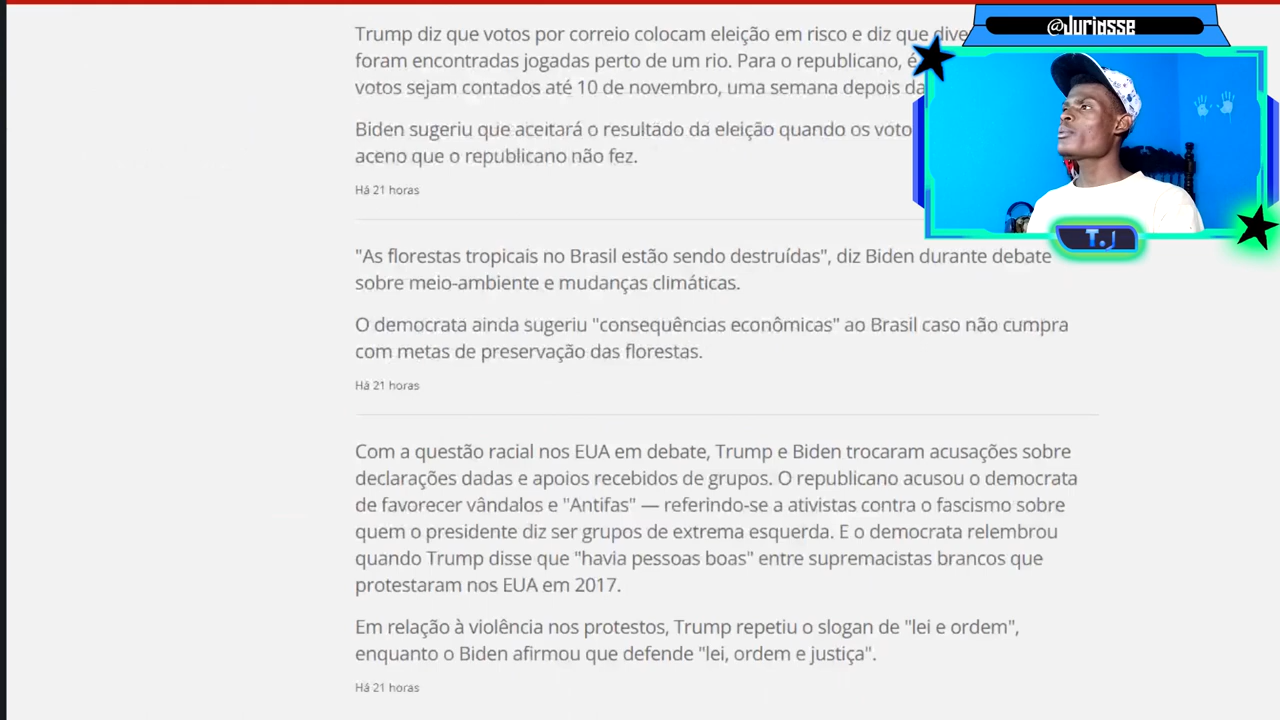 @Juriasse
Trump diz que votos por correio colocam eleição em risco e diz que
foram encontradas jogadas perto de um rio. Para o republicano, é
votos sejam contados até 10 de novembro, uma semana depois da
Biden sugeriu que aceitará o resultado da eleição quando os
aceno que o republicano não fez.
Há 21 horas
T.J
"As florestas tropicais no Brasil estão sendo destruídas", diz Biden durante debate
sobre meio-ambiente e mudanças climáticas.
O democrata ainda sugeriu "consequências econômicas" ao Brasil caso não cumpra
com metas de preservação das florestas.
Há 21 horas
Com a questão racial nos EUA em debate, Trump e Biden trocaram acusações sobre
declarações dadas e apoios recebidos de grupos. O republicano acusou o democrata
de favorecer vândalos e "Antifas" — referindo-se a ativistas contra o fascismo sobre
quem o presidente diz ser grupos de extrema esquerda. E o democrata relembrou
quando Trump disse que "havia pessoas boas" entre supremacistas brancos que
protestaram nos EUA em 2017.
Em relação à violência nos protestos, Trump repetiu o slogan de "lei e ordem",
enquanto o Biden afirmou que defende "lei, ordem e justiça".
Há 21 horas